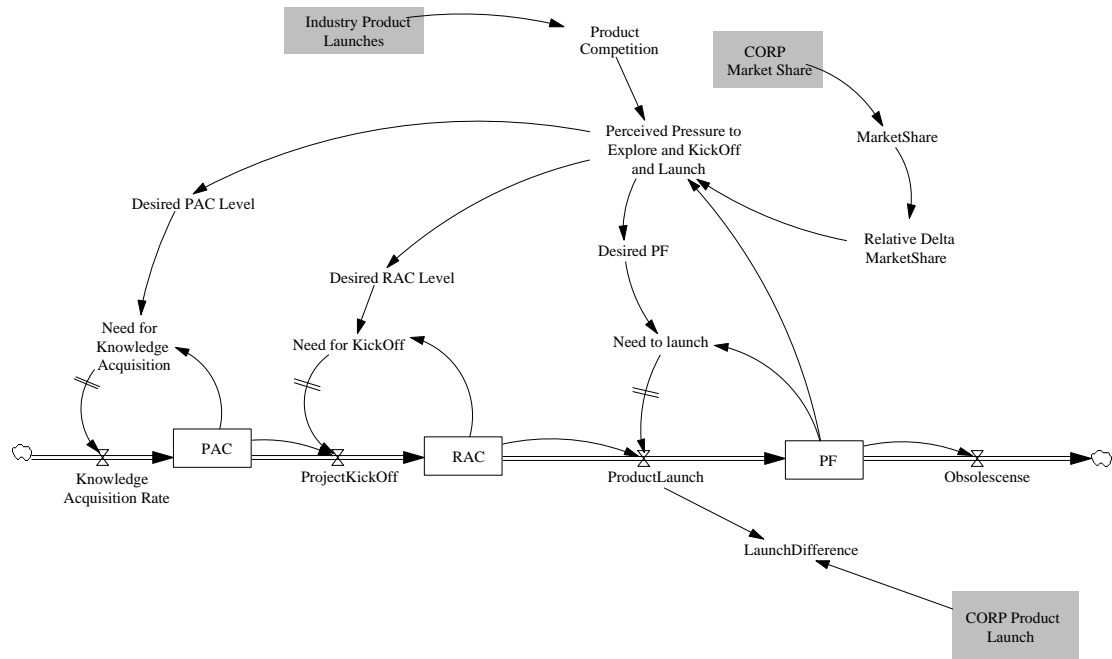 Industry Product
Launches
Product
Competition
CORP
Market Share
Perceived Pressure to
Explore and KickOff
and Launch
MarketShare
Desired PAC Level
Relative Delta
MarketShare
Desired PF
Desired RAC Level
Need for
Knowledge
Acquisition
Need for KickOff
Need to launch
PAC
RAC
PF
Knowledge
Acquisition Rate
ProjectKickOff
ProductLaunch
Obsolescense
LaunchDifference
CORP Product
Launch